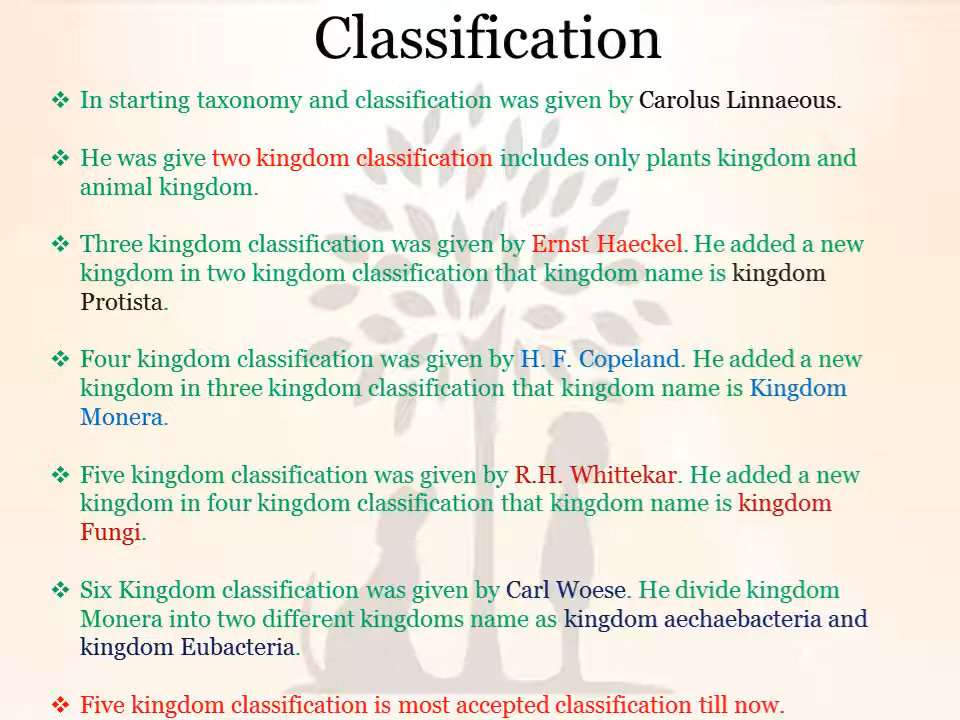 Classification
❖ In starting taxonomy and classification was given by Carolus Linnaeous.
❖ He was give two kingdom classification includes only plants kingdom and
animal kingdom.
❖ Three kingdom classification was given by Ernst Haeckel. He added a new
kingdom in two kingdom classification that kingdom name is kingdom
Protista.
❖ Four kingdom classification was given by H. F. Copeland. He added a new
kingdom in three kingdom classification that kingdom name is Kingdom
Monera.
❖ Five kingdom classification was given by R.H. Whittekar. He added a new
kingdom in four kingdom classification that kingdom name is kingdom
Fungi.
❖ Six Kingdom classification was given by Carl Woese. He divide kingdom
Monera into two different kingdoms name as kingdom aechaebacteria and
kingdom Eubacteria.
❖ Five kingdom classification is most accepted classification till now.